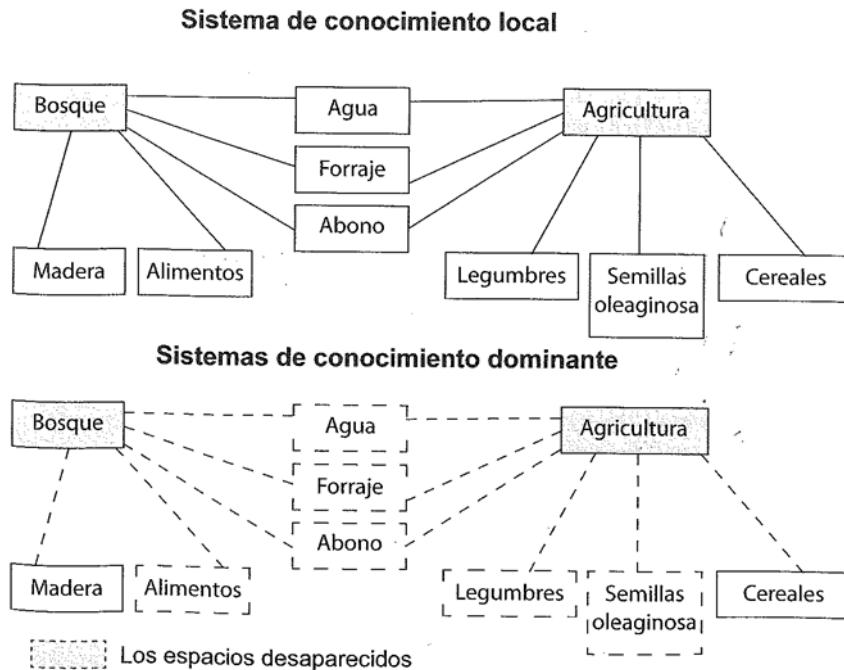 Sistema de conocimiento local
Bosque
Agua
Agricultura
Forraje
Abono
Madera
Alimentos
Legumbres
Semillas
oleaginosa
Cereales
Sistemas de conocimiento dominante
Bosque
Agua
Agricultura
Forraje
Abono
Madera
Alimentos
Legumbres
Semillas
oleaginosa
Cereales
Los espacios desaparecidos